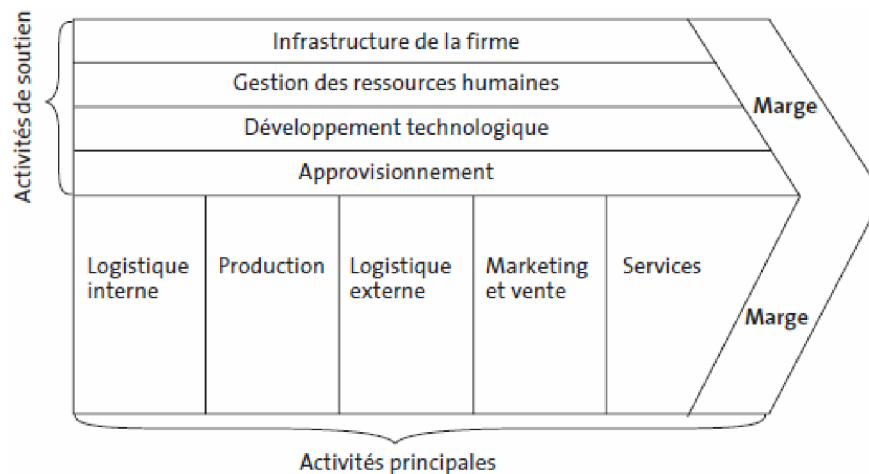 Activités de soutien
Infrastructure de la firme
Gestion des ressources humaines
Développement technologique
Approvisionnement
Marge
Logistique
interne
Production
Logistique
externe
Marketing
et vente
Services
Marge
Activités principales